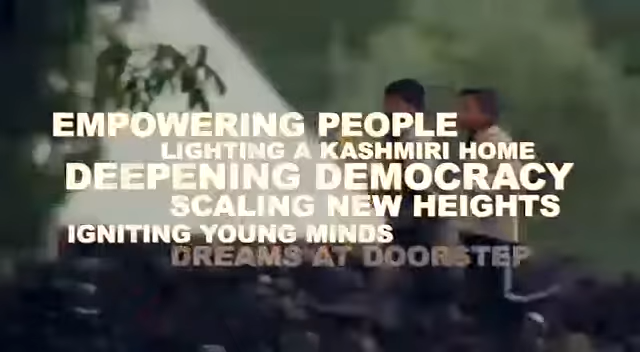 EMPOWERING PEOPLE
LIGHTING A KASHMIRI HOME
DEEPENING DEMOCRACY
SCALING NEW HEIGHTS
IGNITING YOUNG MINDS
DREAMS AT DOORSTEP